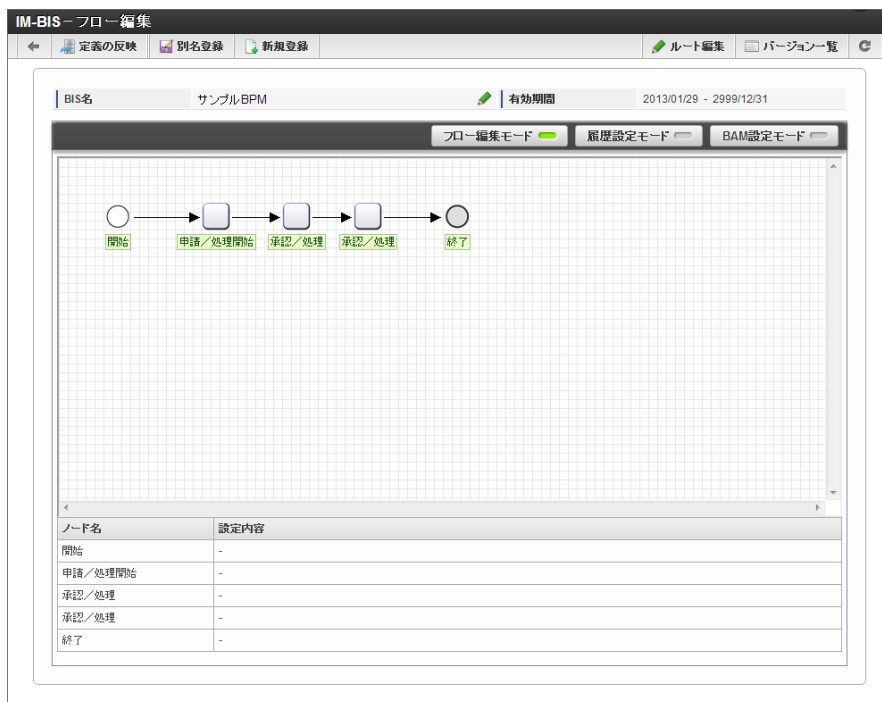 IM-BIS－フロー編集
定義の反映 別名登録 新規登録 ルート編集 バージョン一覧
BIS名 サンプルBPM 有効期間 2013/01/29 - 2999/12/31
フロー編集モード 履歴設定モード BAM設定モード
開始 申請／処理開始 承認／処理 承認／処理 終了
ノード名 設定内容
開始 -
申請／処理開始 -
承認／処理 -
承認／処理 -
終了 -